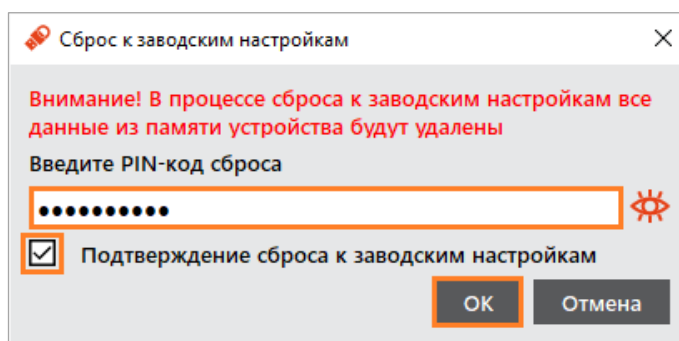 Сброс к заводским настройкам
Внимание! В процессе сброса к заводским настройкам все
данные из памяти устройства будут удалены
Введите PIN-код сброса
••••••••••
Подтверждение сброса к заводским настройкам
ОК Отмена